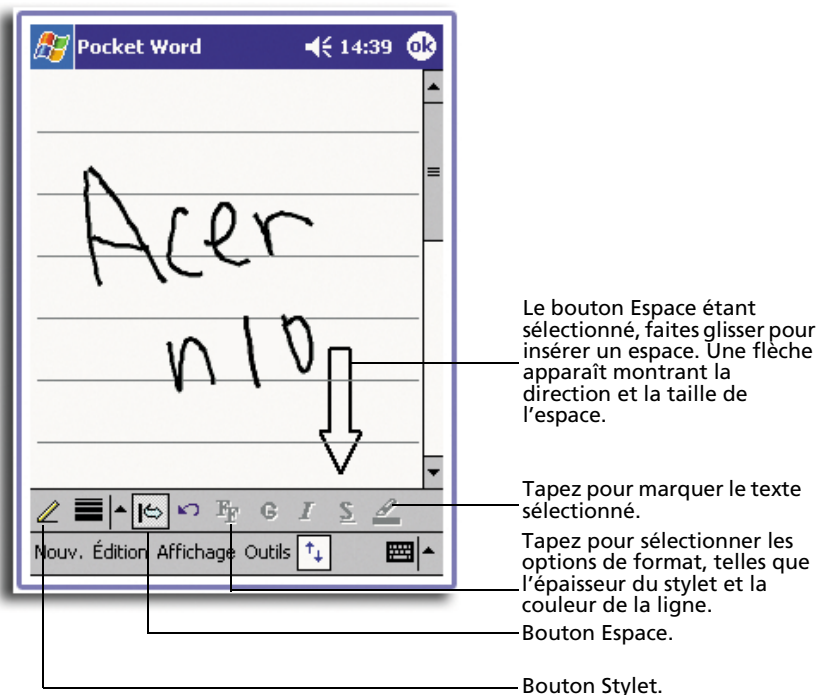 Pocket Word 14:39 ok
Acer
n10
Nouv. Édition Affichage Outils
FF G I S
Le bouton Espace étant
sélectionné, faites glisser pour
insérer un espace. Une flèche
apparaît montrant la
direction et la taille de
l'espace.
Tapez pour marquer le texte
sélectionné.
Tapez pour sélectionner les
options de format, telles que
l'épaisseur du stylet et la
couleur de la ligne.
Bouton Espace.
Bouton Stylet.